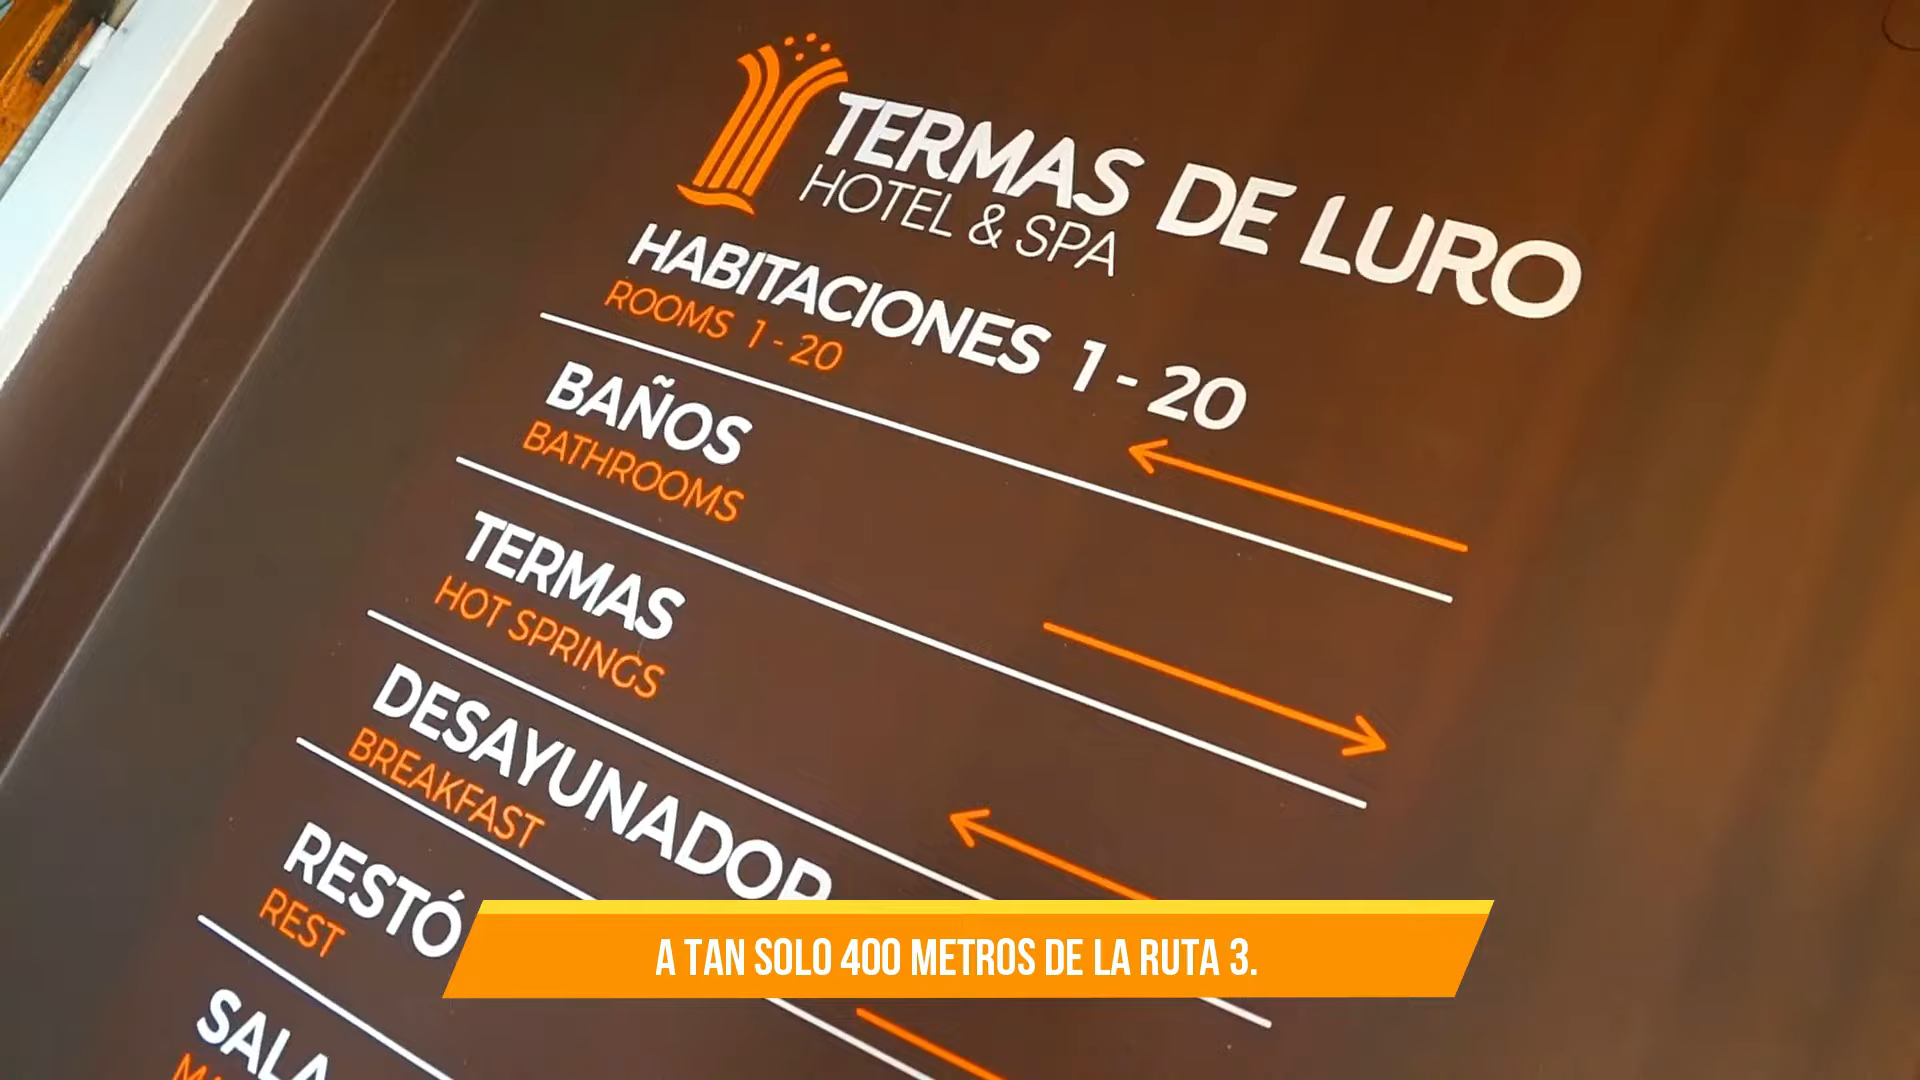 TERMAS DE LURO
HOTEL & SPA
HABITACIONES 1 - 20
ROOMS 1 - 20
BAÑOS
BATHROOMS
TERMAS
HOT SPRINGS
DESAYUNADOR
BREAKFAST
RESTÓ
REST
SALA
A TAN SOLO 400 METROS DE LA RUTA 3.